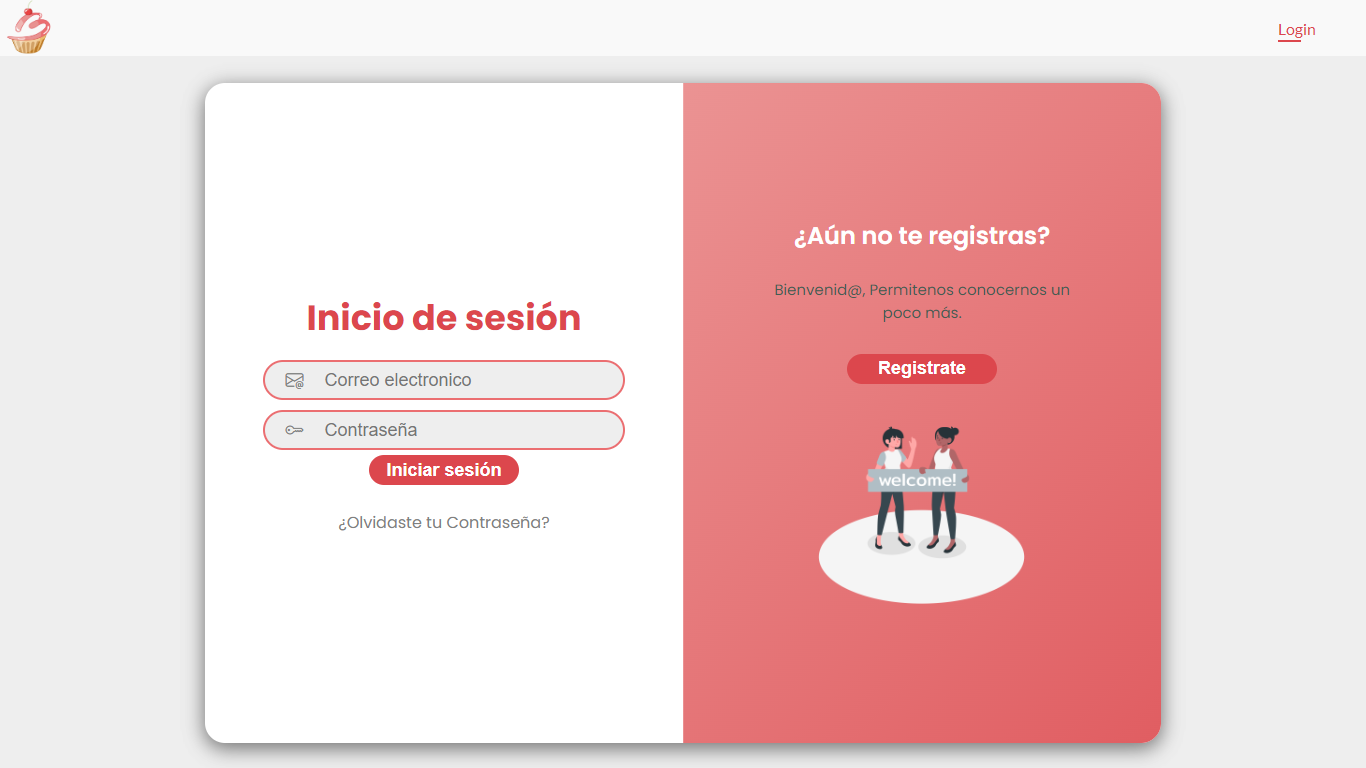 Login
Inicio de sesión
Correo electronico
Contraseña
Iniciar sesión
¿Olvidaste tu Contraseña?
¿Aún no te registras?
Bienvenid@, Permitenos conocernos un
poco más.
Registrate
welcome!